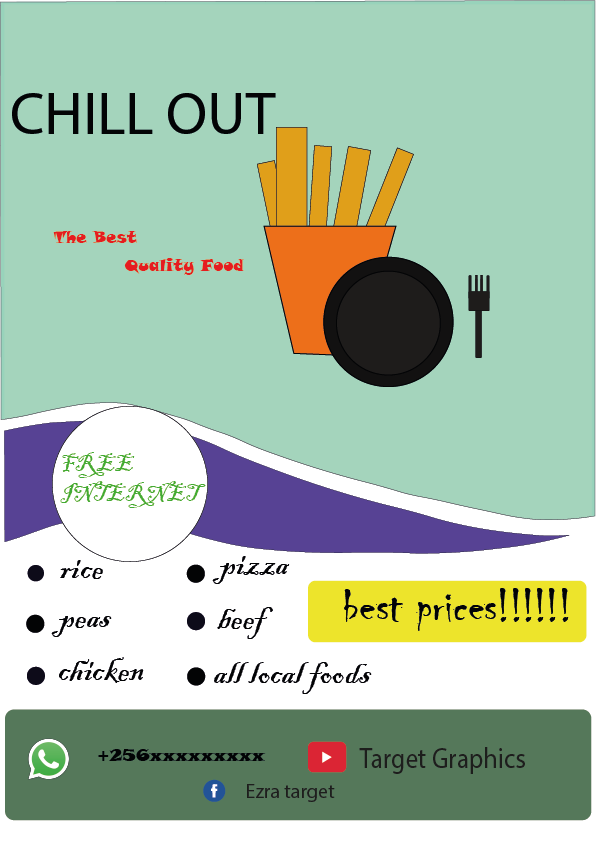 CHILL OUT
The Best
Quality Food
FREE
INTERNET
rice
pizza
peas
beef
chicken
all local foods
best prices!!!!!!
+256xxxxxxxxx
Target Graphics
Ezra target